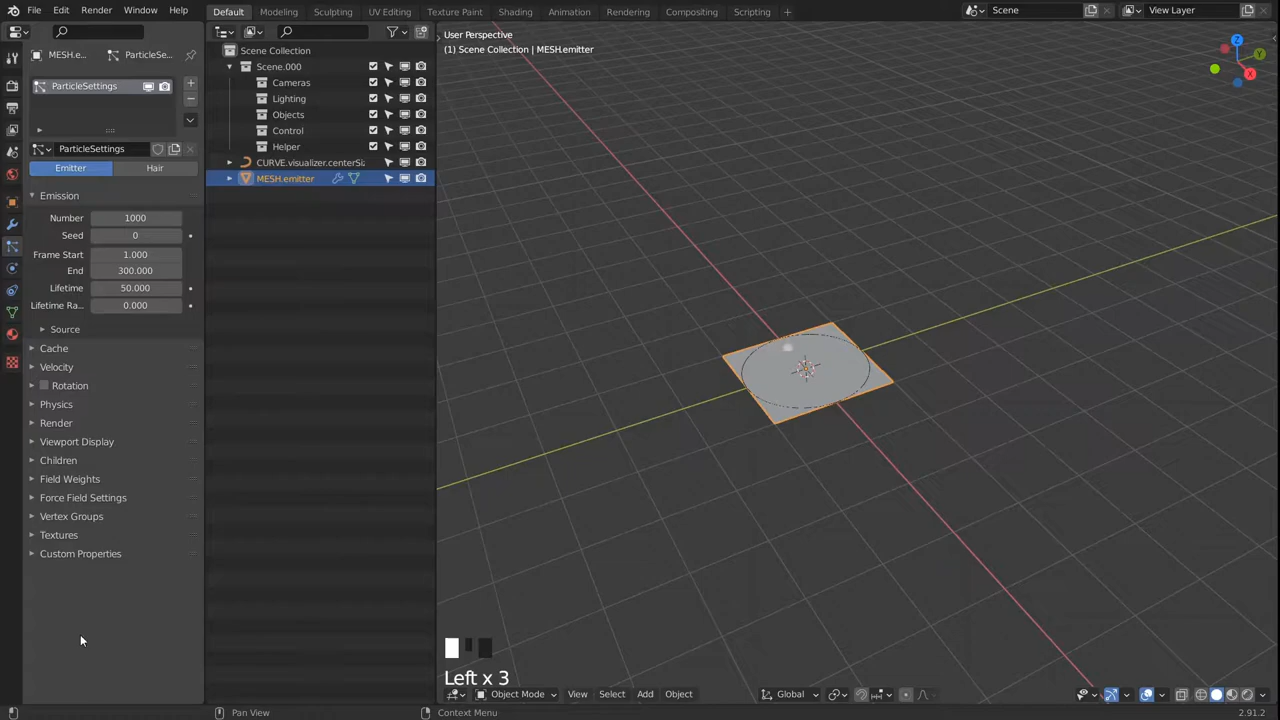 File Edit Render Window Help
Default Modeling Sculpting UV Editing Texture Paint Shading Animation Rendering Compositing Scripting
Scene
View Layer
MESH.e... ParticleSe...
ParticleSettings
ParticleSettings
Emitter Hair
Emission
Number 1000
Seed 0
Frame Start 1.000
End 300.000
Lifetime 50.000
Lifetime Ra... 0.000
Source
Cache
Velocity
Rotation
Physics
Render
Viewport Display
Children
Field Weights
Force Field Settings
Vertex Groups
Textures
Custom Properties
Scene Collection
Scene.000
Cameras
Lighting
Objects
Control
Helper
CURVE.visualizer.centerSi
MESH.emitter
User Perspective
(1) Scene Collection | MESH.emitter
Z
Y
X
Left x 3
Object Mode View Select Add Object Global
Pan View Context Menu 2.91.2